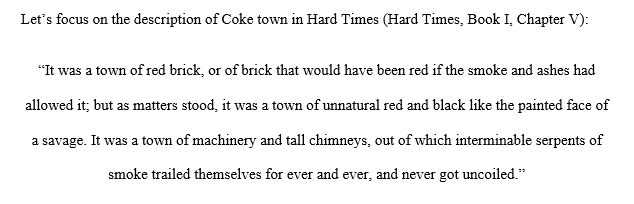 Let’s focus on the description of Coke town in Hard Times (Hard Times, Book I, Chapter V):
“It was a town of red brick, or of brick that would have been red if the smoke and ashes had
allowed it; but as matters stood, it was a town of unnatural red and black like the painted face of
a savage. It was a town of machinery and tall chimneys, out of which interminable serpents of
smoke trailed themselves for ever and ever, and never got uncoiled.”